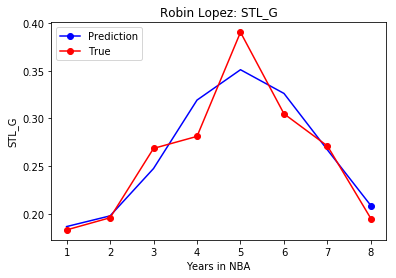 Robin Lopez: STL_G
Prediction
True
0.40
0.35
0.30
0.25
0.20
STL_G
1 2 3 4 5 6 7 8
Years in NBA